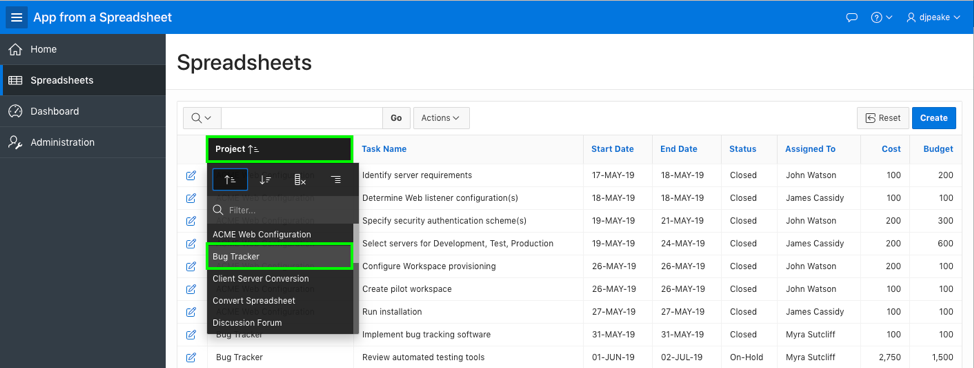 App from a Spreadsheet
djpeake
Home
Spreadsheets
Dashboard
Administration
Spreadsheets
Go Actions Reset Create
Project Task Name Start Date End Date Status Assigned To Cost Budget
Identify server requirements 17-MAY-19 18-MAY-19 Closed John Watson 100 200
Determine Web listener configuration(s) 18-MAY-19 18-MAY-19 Closed James Cassidy 100 100
Filter...
Specify security authentication scheme(s) 19-MAY-19 21-MAY-19 Closed John Watson 200 300
ACME Web Configuration
Select servers for Development, Test, Production 19-MAY-19 24-MAY-19 Closed James Cassidy 200 600
Bug Tracker
Configure Workspace provisioning 26-MAY-19 26-MAY-19 Closed John Watson 200 200
Client Server Conversion
Create pilot workspace 26-MAY-19 26-MAY-19 Closed John Watson 100 100
Convert Spreadsheet
Run installation 27-MAY-19 27-MAY-19 Closed James Cassidy 100 100
Discussion Forum
Bug Tracker Implement bug tracking software 31-MAY-19 31-MAY-19 Closed Myra Sutcliff 100 100
Bug Tracker Review automated testing tools 01-JUN-19 02-JUL-19 On-Hold Myra Sutcliff 2,750 1,500